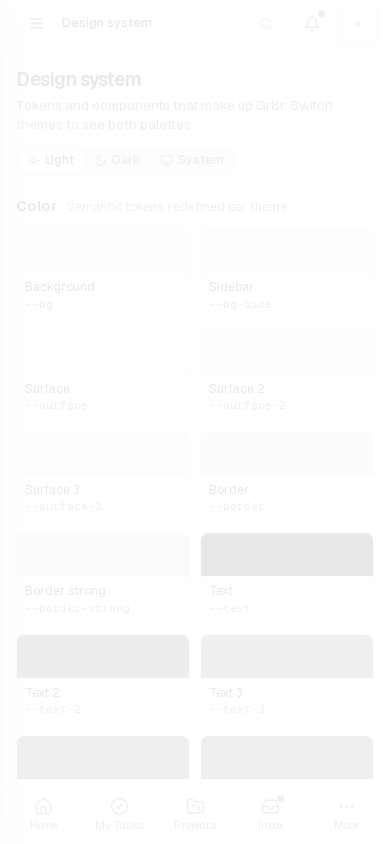 Design system
Design system
Tokens and components that make up Gr8r. Switch
themes to see both palettes.
Light Dark System
Color Semantic tokens, redefined per theme
Background Sidebar
--bg --bg-side
Surface Surface 2
--surface --surface-2
Surface 3 Border
--surface-3 --border
Border strong Text
--border-strong --text
Text 2 Text 3
--text-2 --text-3
Home My Tasks Projects Inbox More